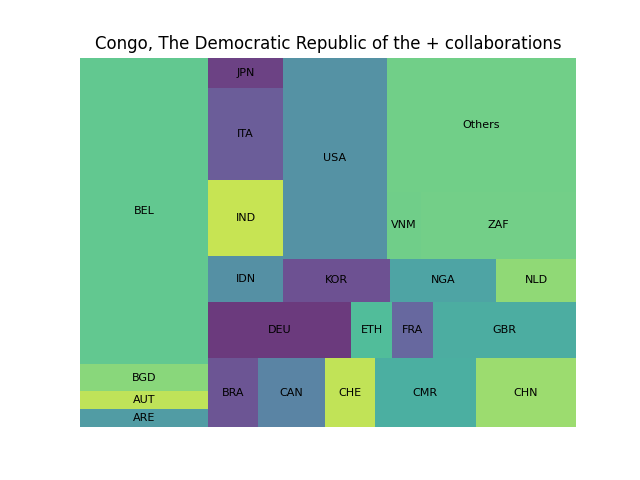 Congo, The Democratic Republic of the + collaborations
JPN
Others
ITA
USA
BEL
IND
VNM
ZAF
IDN
KOR
NGA
NLD
DEU
ETH
FRA
GBR
BGD
BRA
CAN
CHE
CMR
CHN
AUT
ARE